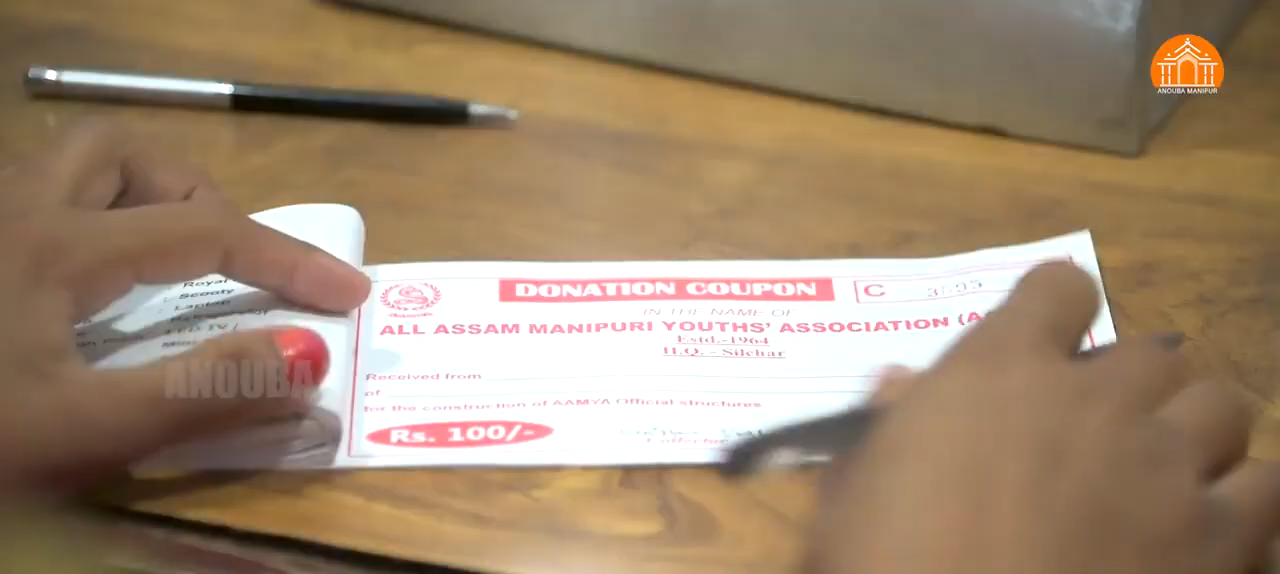 ANOUBA MANIPUR
Royal
: Scooty
: Laptop
DONATION COUPON
C
IN THE NAME OF
ALL ASSAM MANIPURI YOUTHS' ASSOCIATION
Estd.-1964
H.Q. - Silchar
Received from
of
for the construction of AAMYA Official structures
Rs. 100/-
ANOUBA